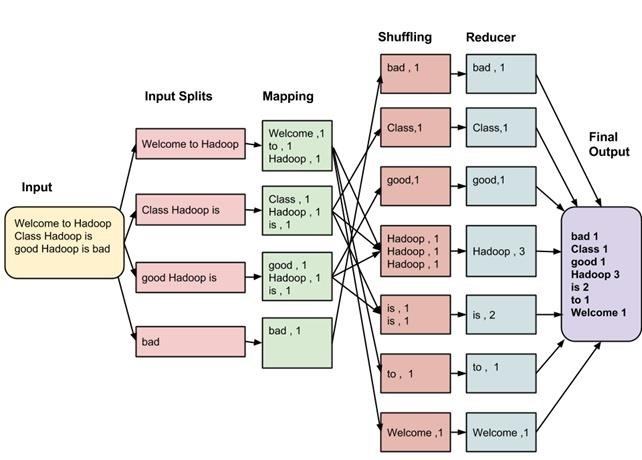 Input
Welcome to Hadoop
Class Hadoop is
good Hadoop is bad
Input Splits
Welcome to Hadoop
Class Hadoop is
good Hadoop is
bad
Mapping
Welcome ,1
to , 1
Hadoop , 1
Class , 1
Hadoop , 1
is , 1
good , 1
Hadoop , 1
is , 1
bad , 1
Shuffling
bad , 1
Class,1
good,1
Hadoop , 1
Hadoop , 1
Hadoop , 1
is , 1
is , 1
to , 1
Welcome ,1
Reducer
bad , 1
Class,1
good,1
Hadoop , 3
is , 2
to , 1
Welcome ,1
Final
Output
bad 1
Class 1
good 1
Hadoop 3
is 2
to 1
Welcome 1